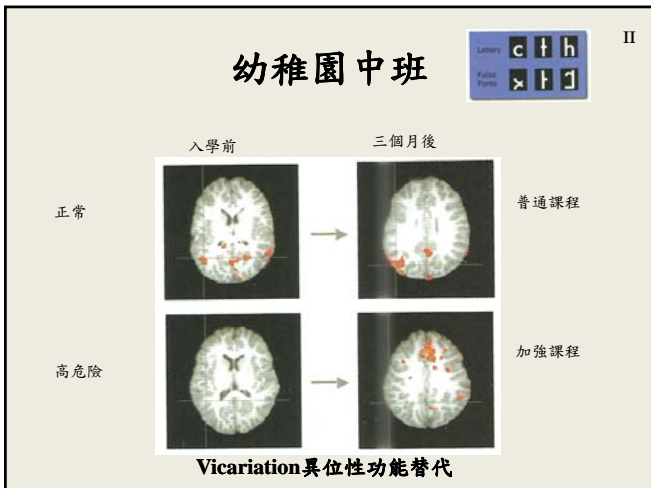 II
幼稚園中班
Letters c t h
False Forms
入學前 三個月後
正常 普通課程
高危險 加強課程
Vicariation異位性功能替代